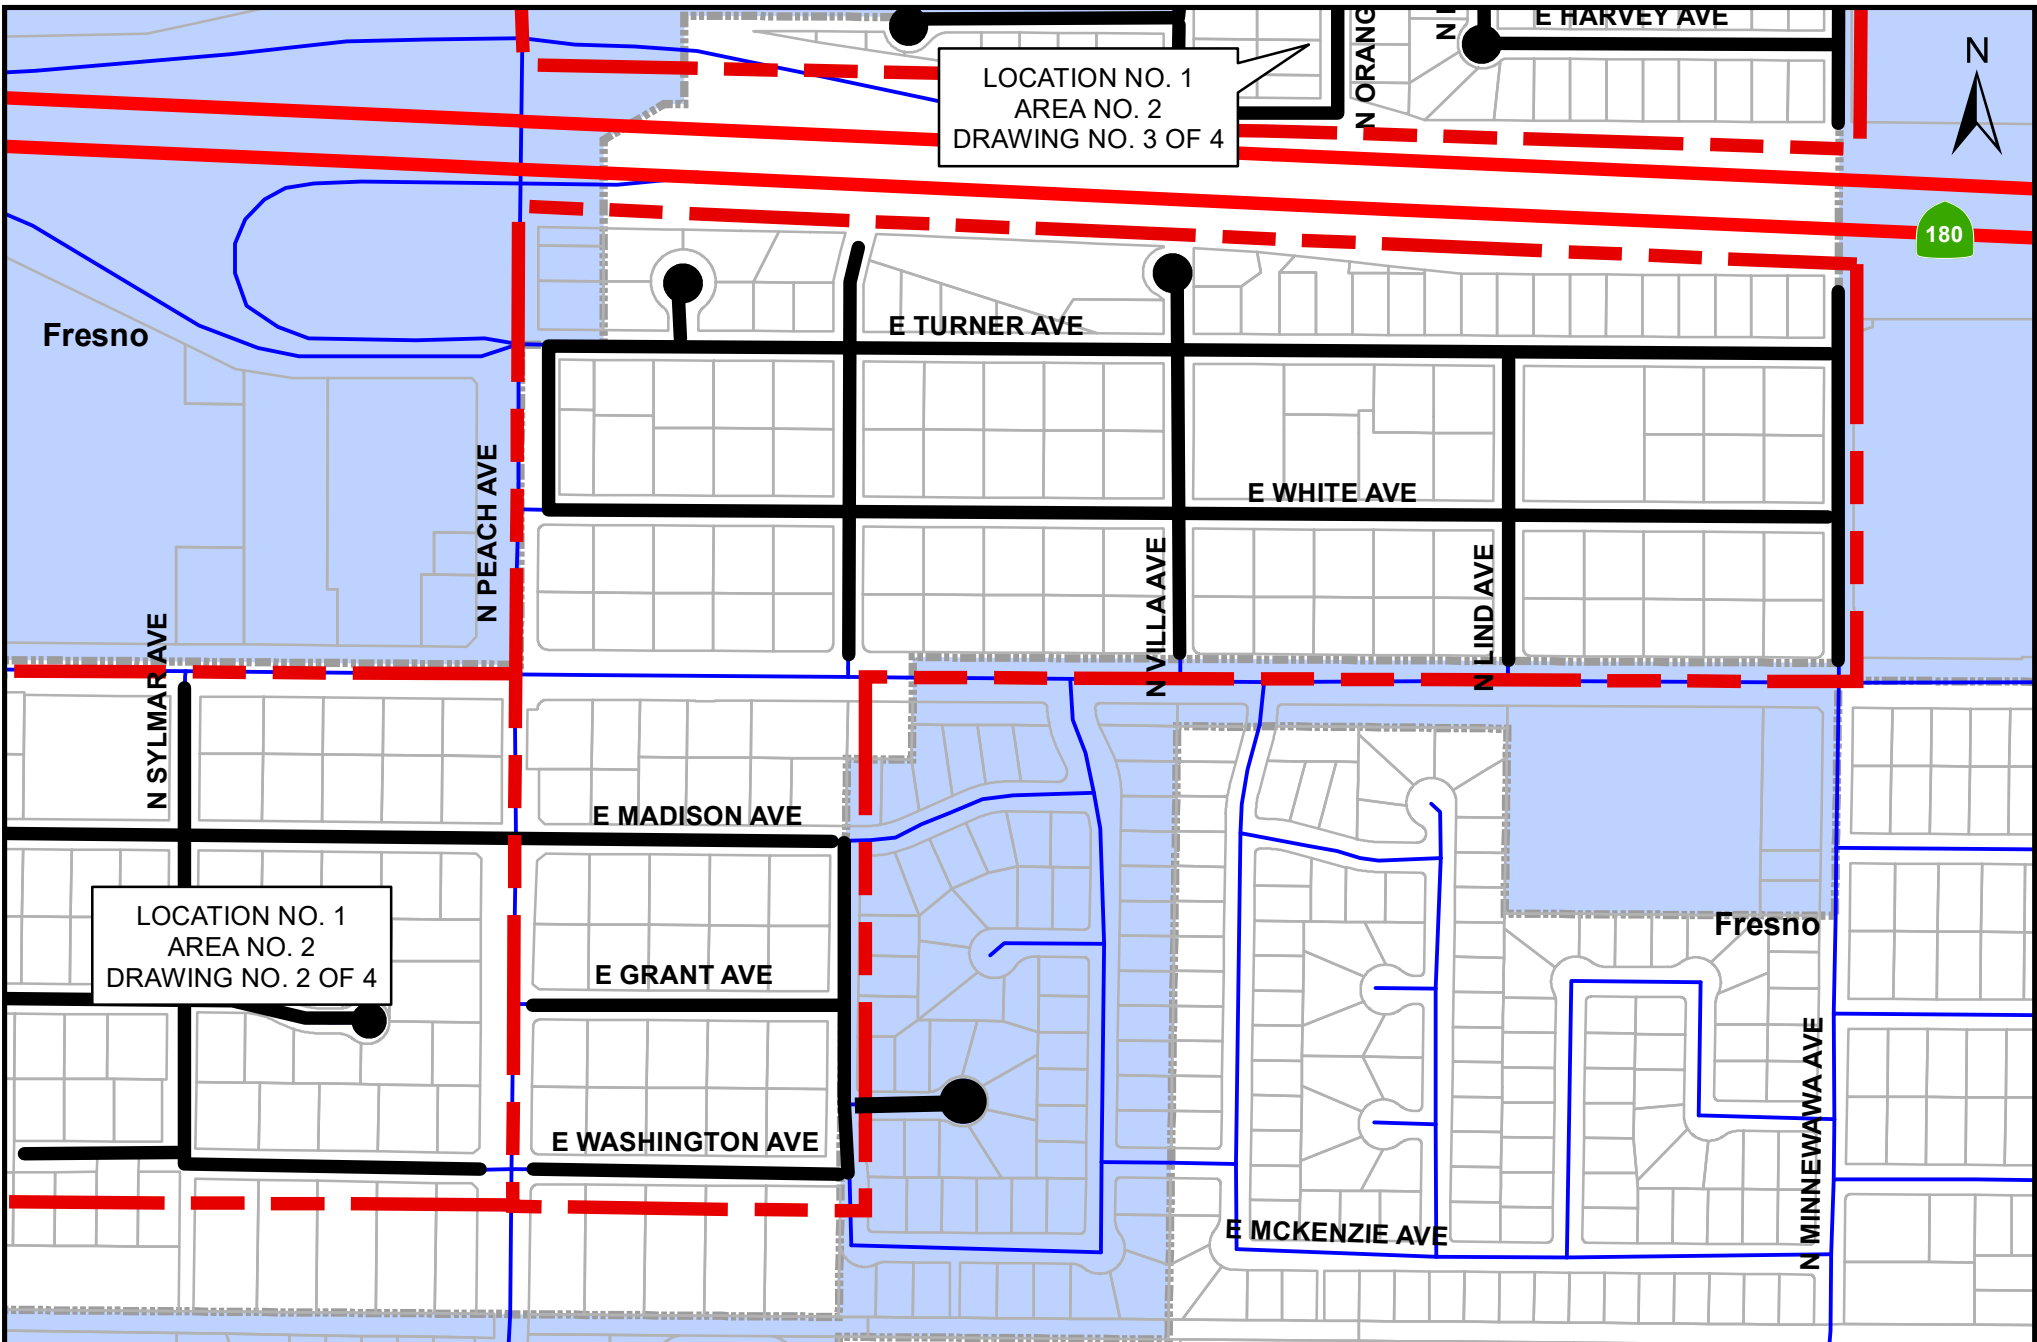 E HARVEY AVE
N ORANG
N
LOCATION NO. 1
AREA NO. 2
DRAWING NO. 3 OF 4
N
180
Fresno
E TURNER AVE
N PEACH AVE
E WHITE AVE
N VILLA AVE
N LIND AVE
N SYLMAR AVE
E MADISON AVE
LOCATION NO. 1
AREA NO. 2
DRAWING NO. 2 OF 4
Fresno
E GRANT AVE
N MINNEWAWA AVE
E WASHINGTON AVE
E MCKENZIE AVE